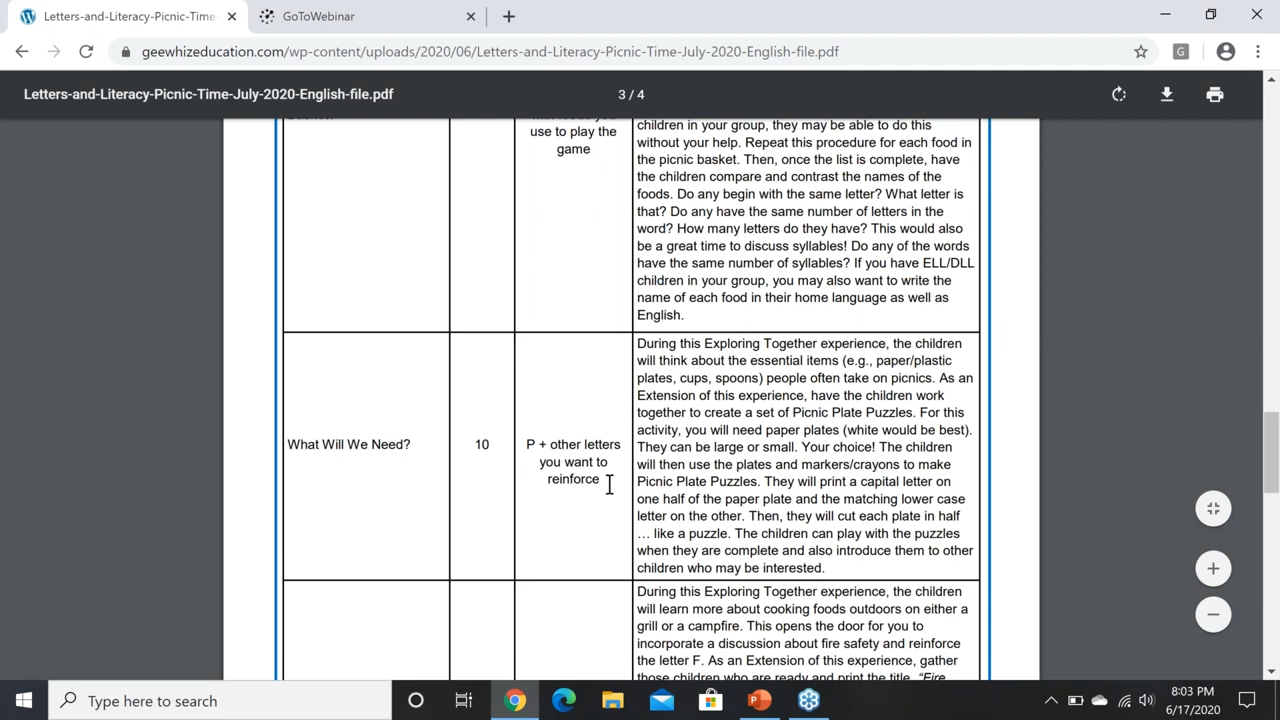 Letters-and-Literacy-Picnic-Time-
GoToWebinar
geewhizeducation.com/wp-content/uploads/2020/06/Letters-and-Literacy-Picnic-Time-July-2020-English-file.pdf
G
Letters-and-Literacy-Picnic-Time-July-2020-English-file.pdf
3 / 4
use to play the
game
children in your group, they may be able to do this
without your help. Repeat this procedure for each food in
the picnic basket. Then, once the list is complete, have
the children compare and contrast the names of the
foods. Do any begin with the same letter? What letter is
that? Do any have the same number of letters in the
word? How many letters do they have? This would also
be a great time to discuss syllables! Do any of the words
have the same number of syllables? If you have ELL/DLL
children in your group, you may also want to write the
name of each food in their home language as well as
English.
What Will We Need?
10
P + other letters
you want to
reinforce
During this Exploring Together experience, the children
will think about the essential items (e.g., paper/plastic
plates, cups, spoons) people often take on picnics. As an
Extension of this experience, have the children work
together to create a set of Picnic Plate Puzzles. For this
activity, you will need paper plates (white would be best).
They can be large or small. Your choice! The children
will then use the plates and markers/crayons to make
Picnic Plate Puzzles. They will print a capital letter on
one half of the paper plate and the matching lower case
letter on the other. Then, they will cut each plate in half
… like a puzzle. The children can play with the puzzles
when they are complete and also introduce them to other
children who may be interested.
During this Exploring Together experience, the children
will learn more about cooking foods outdoors on either a
grill or a campfire. This opens the door for you to
incorporate a discussion about fire safety and reinforce
the letter F. As an Extension of this experience, gather
those children who are ready and print the title, “Fire
Type here to search
8:03 PM
6/17/2020